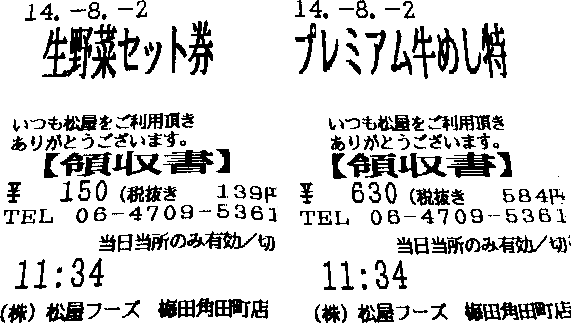 14.-8.-2
生野菜セット券
いつも松屋をご利用頂き
ありがとうございます。
【領収書】
¥ 150 (税抜き 139円
TEL 06-4709-5361
当日当所のみ有効/切
11:34
(株) 松屋フーズ 梅田角田町店
14.-8.-2
プレミアム牛めし特
いつも松屋をご利用頂き
ありがとうございます。
【領収書】
¥ 630 (税抜き 584円
TEL 06-4709-5361
当日当所のみ有効/切
11:34
(株) 松屋フーズ 梅田角田町店